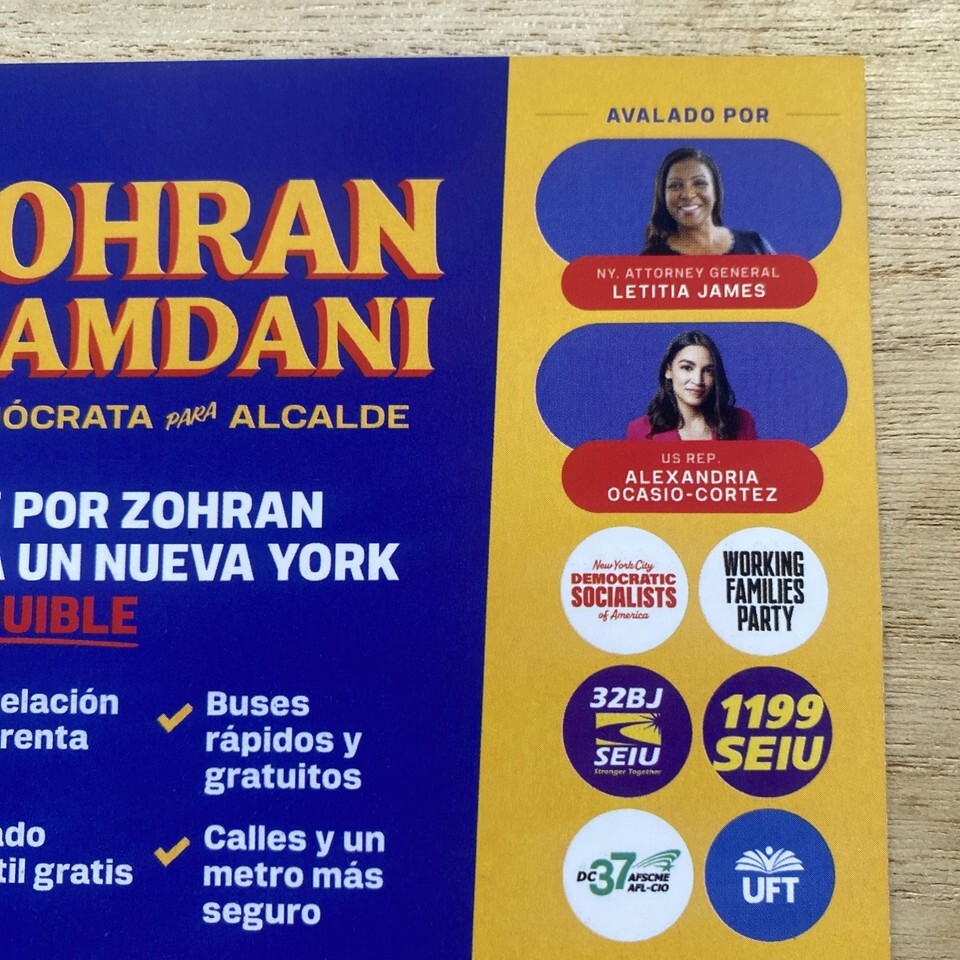 OHRAN
AMDANI
ÓCRATA PARA ALCALDE
POR ZOHRAN
UN NUEVA YORK
UIBLE
elación
renta
Buses
rápidos y
gratuitos
ado
til gratis
Calles y un
metro más
seguro
AVALADO POR
NY. ATTORNEY GENERAL
LETITIA JAMES
US REP.
ALEXANDRIA
OCASIO-CORTEZ
New York City
DEMOCRATIC
SOCIALISTS
of America
WORKING
FAMILIES
PARTY
32BJ
SEIU
Stronger Together
1199
SEIU
DC 37 AFSCME
AFL-CIO
UFT